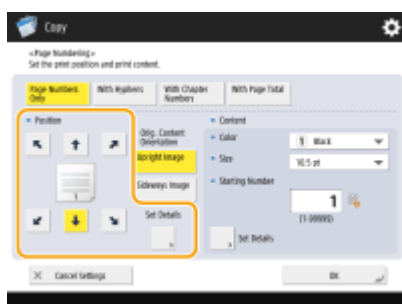 Copy
<Page Numbering>
Set the print position and print content.
Page Numbers Only
With Hyphens
With Chapter Numbers
With Page Total
Position
Orig. Content Orientation
Upright Image
Sideways Image
Set Details
1
Content
Color
1 Black
Size
10.5 pt
Starting Number
1
(1-99999)
Set Details
Cancel Settings
OK